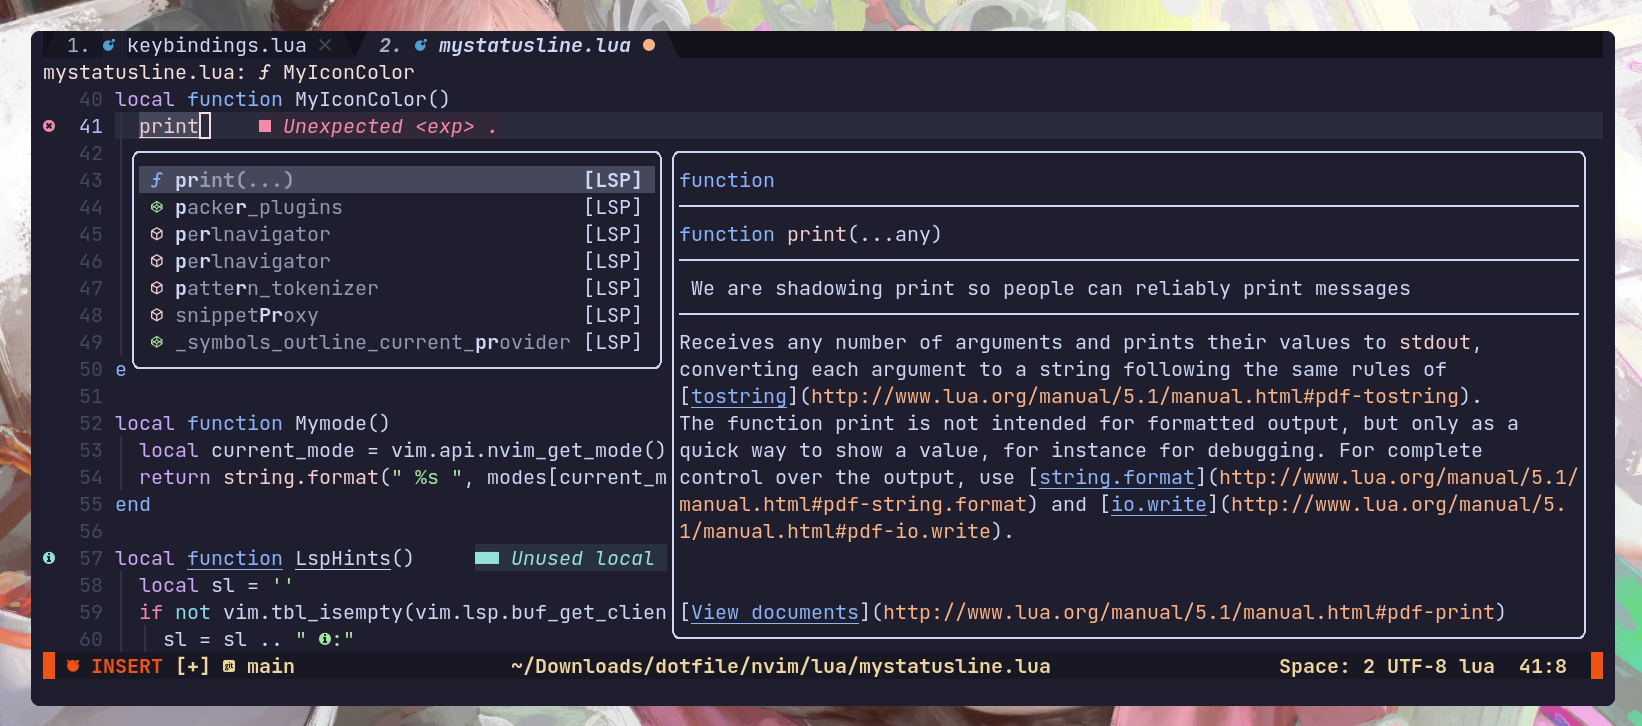 1. keybindings.lua × 2. mystatusline.lua
mystatusline.lua: ƒ MyIconColor
40 local function MyIconColor()
41 print Unexpected <exp> .
42
43 ƒ print(...) [LSP]
44 packer_plugins [LSP]
45 perlnavigator [LSP]
46 perlnavigator [LSP]
47 pattern_tokenizer [LSP]
48 snippetProxy [LSP]
49 _symbols_outline_current_provider [LSP]
50 e
51
52 local function Mymode()
53 local current_mode = vim.api.nvim_get_mode()
54 return string.format(" %s ", modes[current_m
55 end
56
57 local function LspHints() Unused local
58 local sl = ''
59 if not vim.tbl_isempty(vim.lsp.buf_get_clien
60 sl = sl .. " :"
function
function print(...any)
We are shadowing print so people can reliably print messages
Receives any number of arguments and prints their values to stdout,
converting each argument to a string following the same rules of
[tostring](http://www.lua.org/manual/5.1/manual.html#pdf-tostring).
The function print is not intended for formatted output, but only as a
quick way to show a value, for instance for debugging. For complete
control over the output, use [string.format](http://www.lua.org/manual/5.1/
manual.html#pdf-string.format) and [io.write](http://www.lua.org/manual/5.
1/manual.html#pdf-io.write).
[View documents](http://www.lua.org/manual/5.1/manual.html#pdf-print)
INSERT [+] git main ~/Downloads/dotfile/nvim/lua/mystatusline.lua Space: 2 UTF-8 lua 41:8